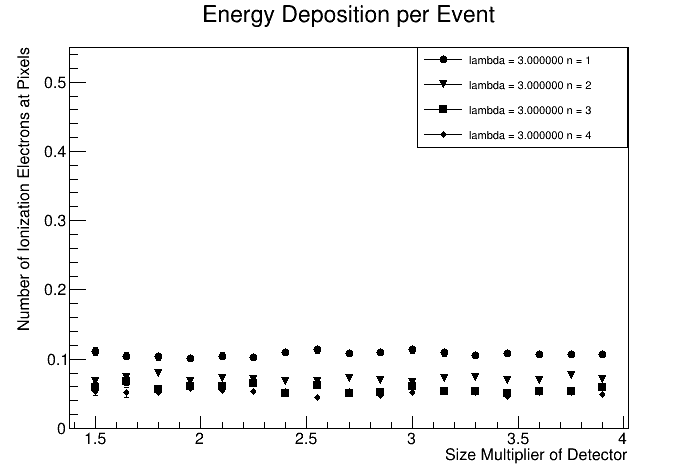 Energy Deposition per Event
Number of Ionization Electrons at Pixels
lambda = 3.000000 n = 1
lambda = 3.000000 n = 2
lambda = 3.000000 n = 3
lambda = 3.000000 n = 4
0.5
0.4
0.3
0.2
0.1
0
1.5 2 2.5 3 3.5 4
Size Multiplier of Detector